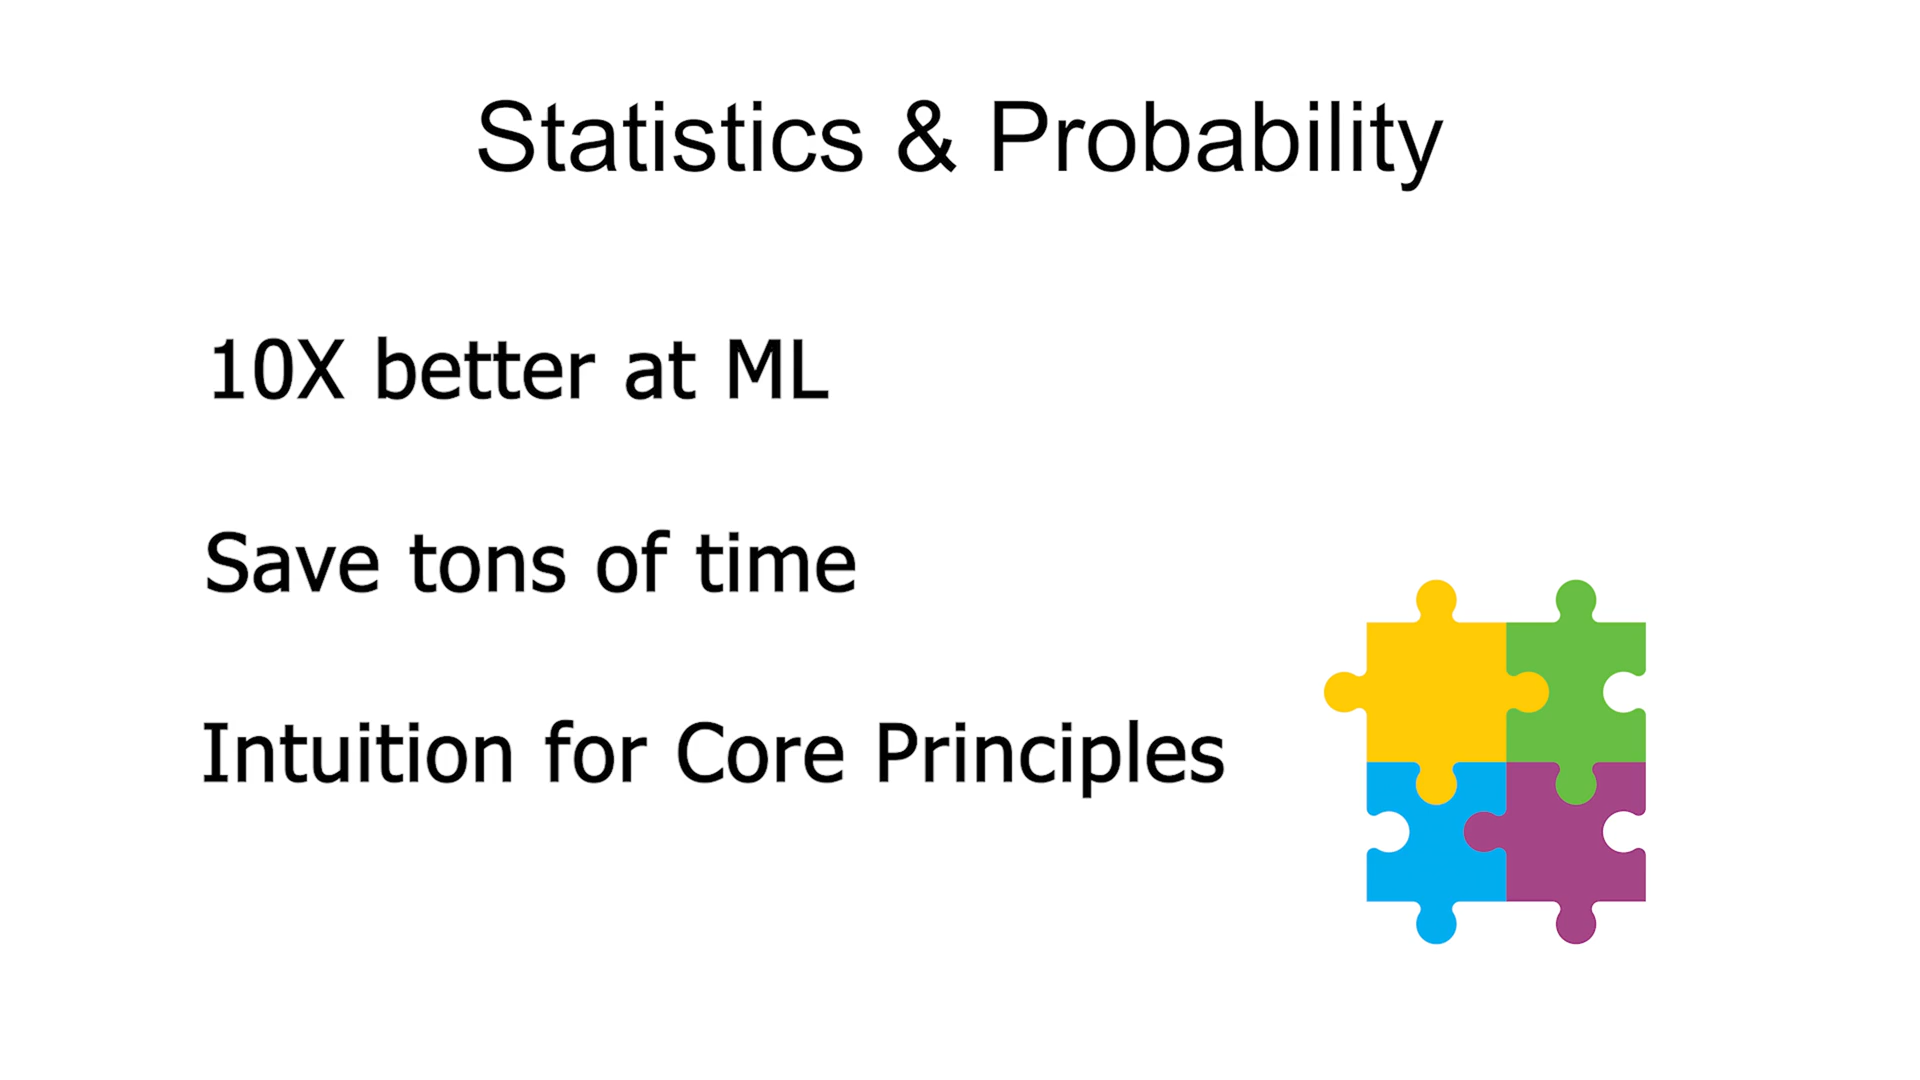 Statistics & Probability
10X better at ML
Save tons of time
Intuition for Core Principles